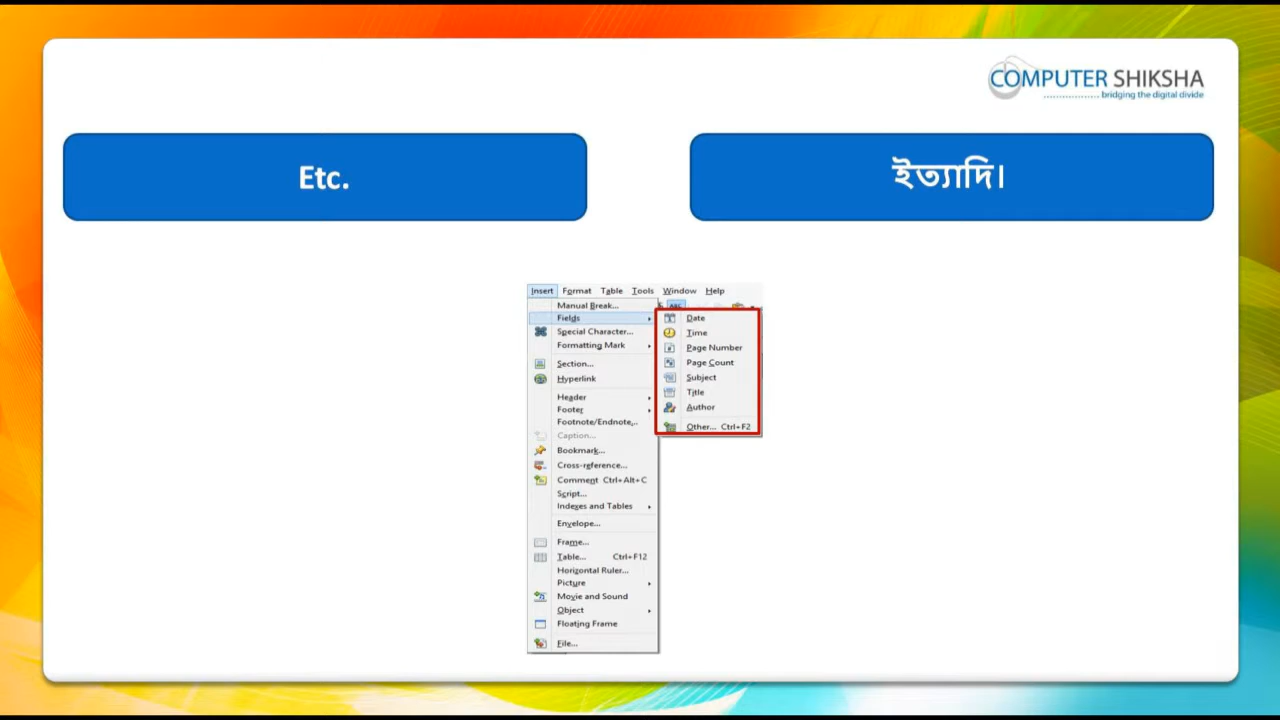 COMPUTER SHIKSHA
bridging the digital divide
Etc.
ইত্যাদি।
Insert Format Table Tools Window Help
Manual Break...
Fields
Special Character...
Formatting Mark
Section...
Hyperlink
Header
Footer
Footnote/Endnote...
Caption...
Bookmark...
Cross-reference...
Comment Ctrl+Alt+C
Script...
Indexes and Tables
Envelope...
Frame...
Table... Ctrl+F12
Horizontal Ruler...
Picture
Movie and Sound
Object
Floating Frame
File...
Date
Time
Page Number
Page Count
Subject
Title
Author
Other... Ctrl+F2